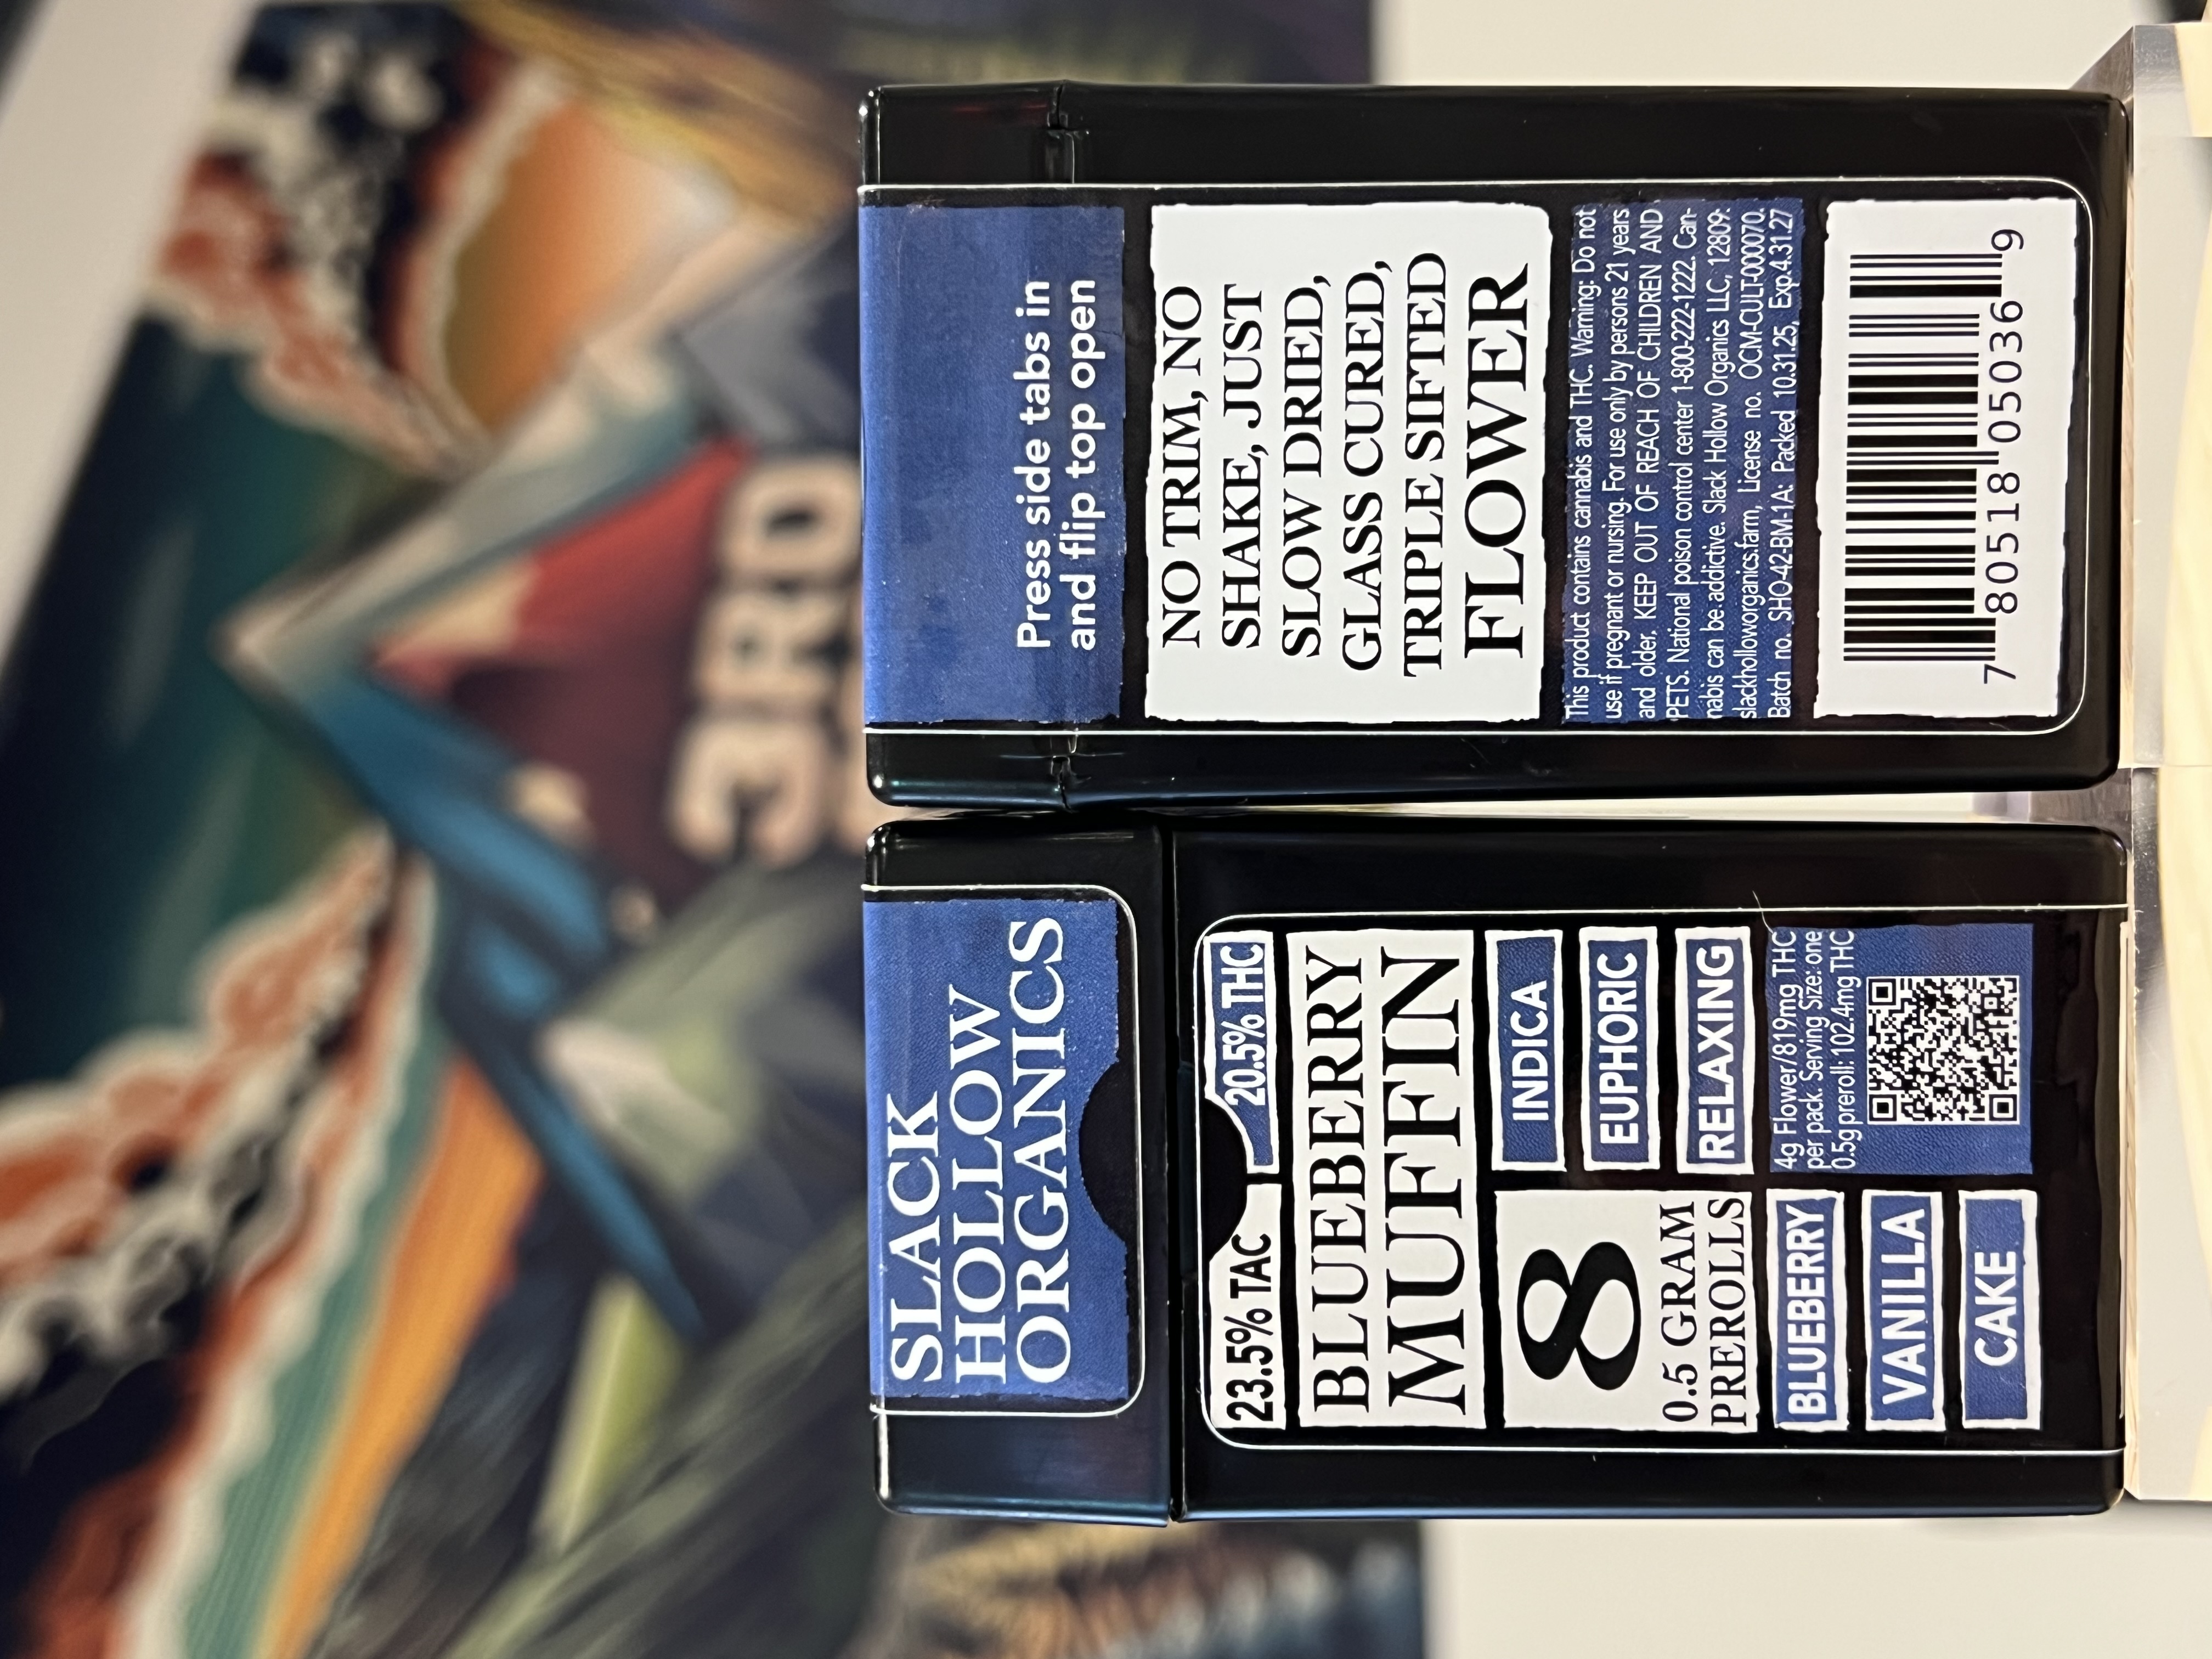 3RD
SLACK
HOLLOW
ORGANICS
23.5% TAC
20.5% THC
BLUEBERRY
MUFFIN
8
0.5 GRAM
PREROLLS
INDICA
EUPHORIC
RELAXING
BLUEBERRY
VANILLA
CAKE
4g Flower/819mg THC
per pack. Serving Size: one
0.5g preroll: 102.4mg THC
Press side tabs in
and flip top open
NO TRIM, NO
SHAKE, JUST
SLOW DRIED,
GLASS CURED,
TRIPLE SIFTED
FLOWER
This product contains cannabis and THC. Warning: Do not
use if pregnant or nursing. For use only by persons 21 years
and older. KEEP OUT OF REACH OF CHILDREN AND
PETS. National poison control center 1-800-222-1222. Can-
nabis can be addictive. Slack Hollow Organics LLC, 12809.
slackholloworganics.farm, License no. OCM-CULT-000070.
Batch no. SHO-42-BM-1A: Packed 10.31.25, Exp.4.31.27
7 80518 05036 9